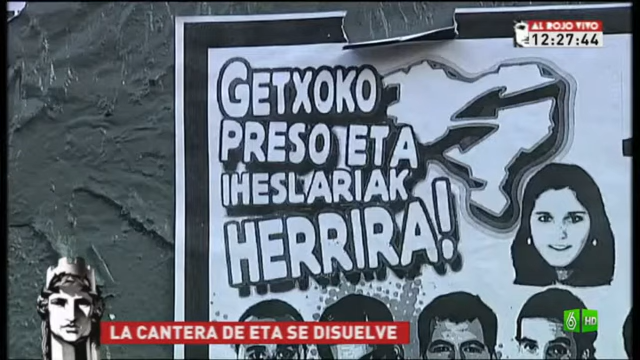 AL ROJO VIVO
12:27:44
GETXOKO
PRESO ETA
IHESLARIAK
HERRIRA!
LA CANTERA DE ETA SE DISUELVE
6 HD